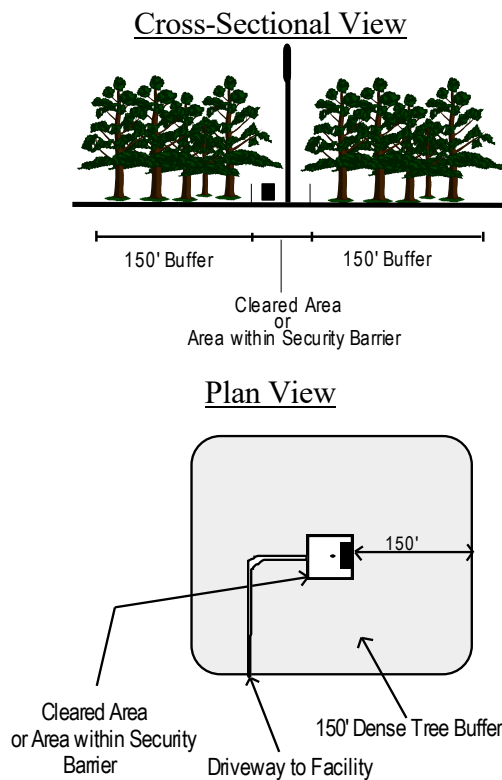 Cross-Sectional View
150' Buffer
150' Buffer
Cleared Area
or
Area within Security Barrier
Plan View
150'
Cleared Area
or Area within Security
Barrier
150' Dense Tree Buffer
Driveway to Facility